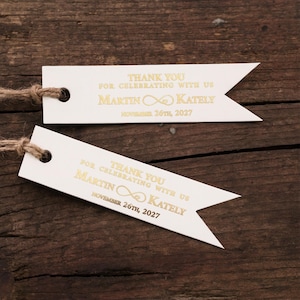 THANK YOU
FOR CELEBRATING WITH US
MARTIN KATELY
NOVEMBER 26TH, 2027
THANK YOU
FOR CELEBRATING WITH US
MARTIN KATELY
NOVEMBER 26TH, 2027